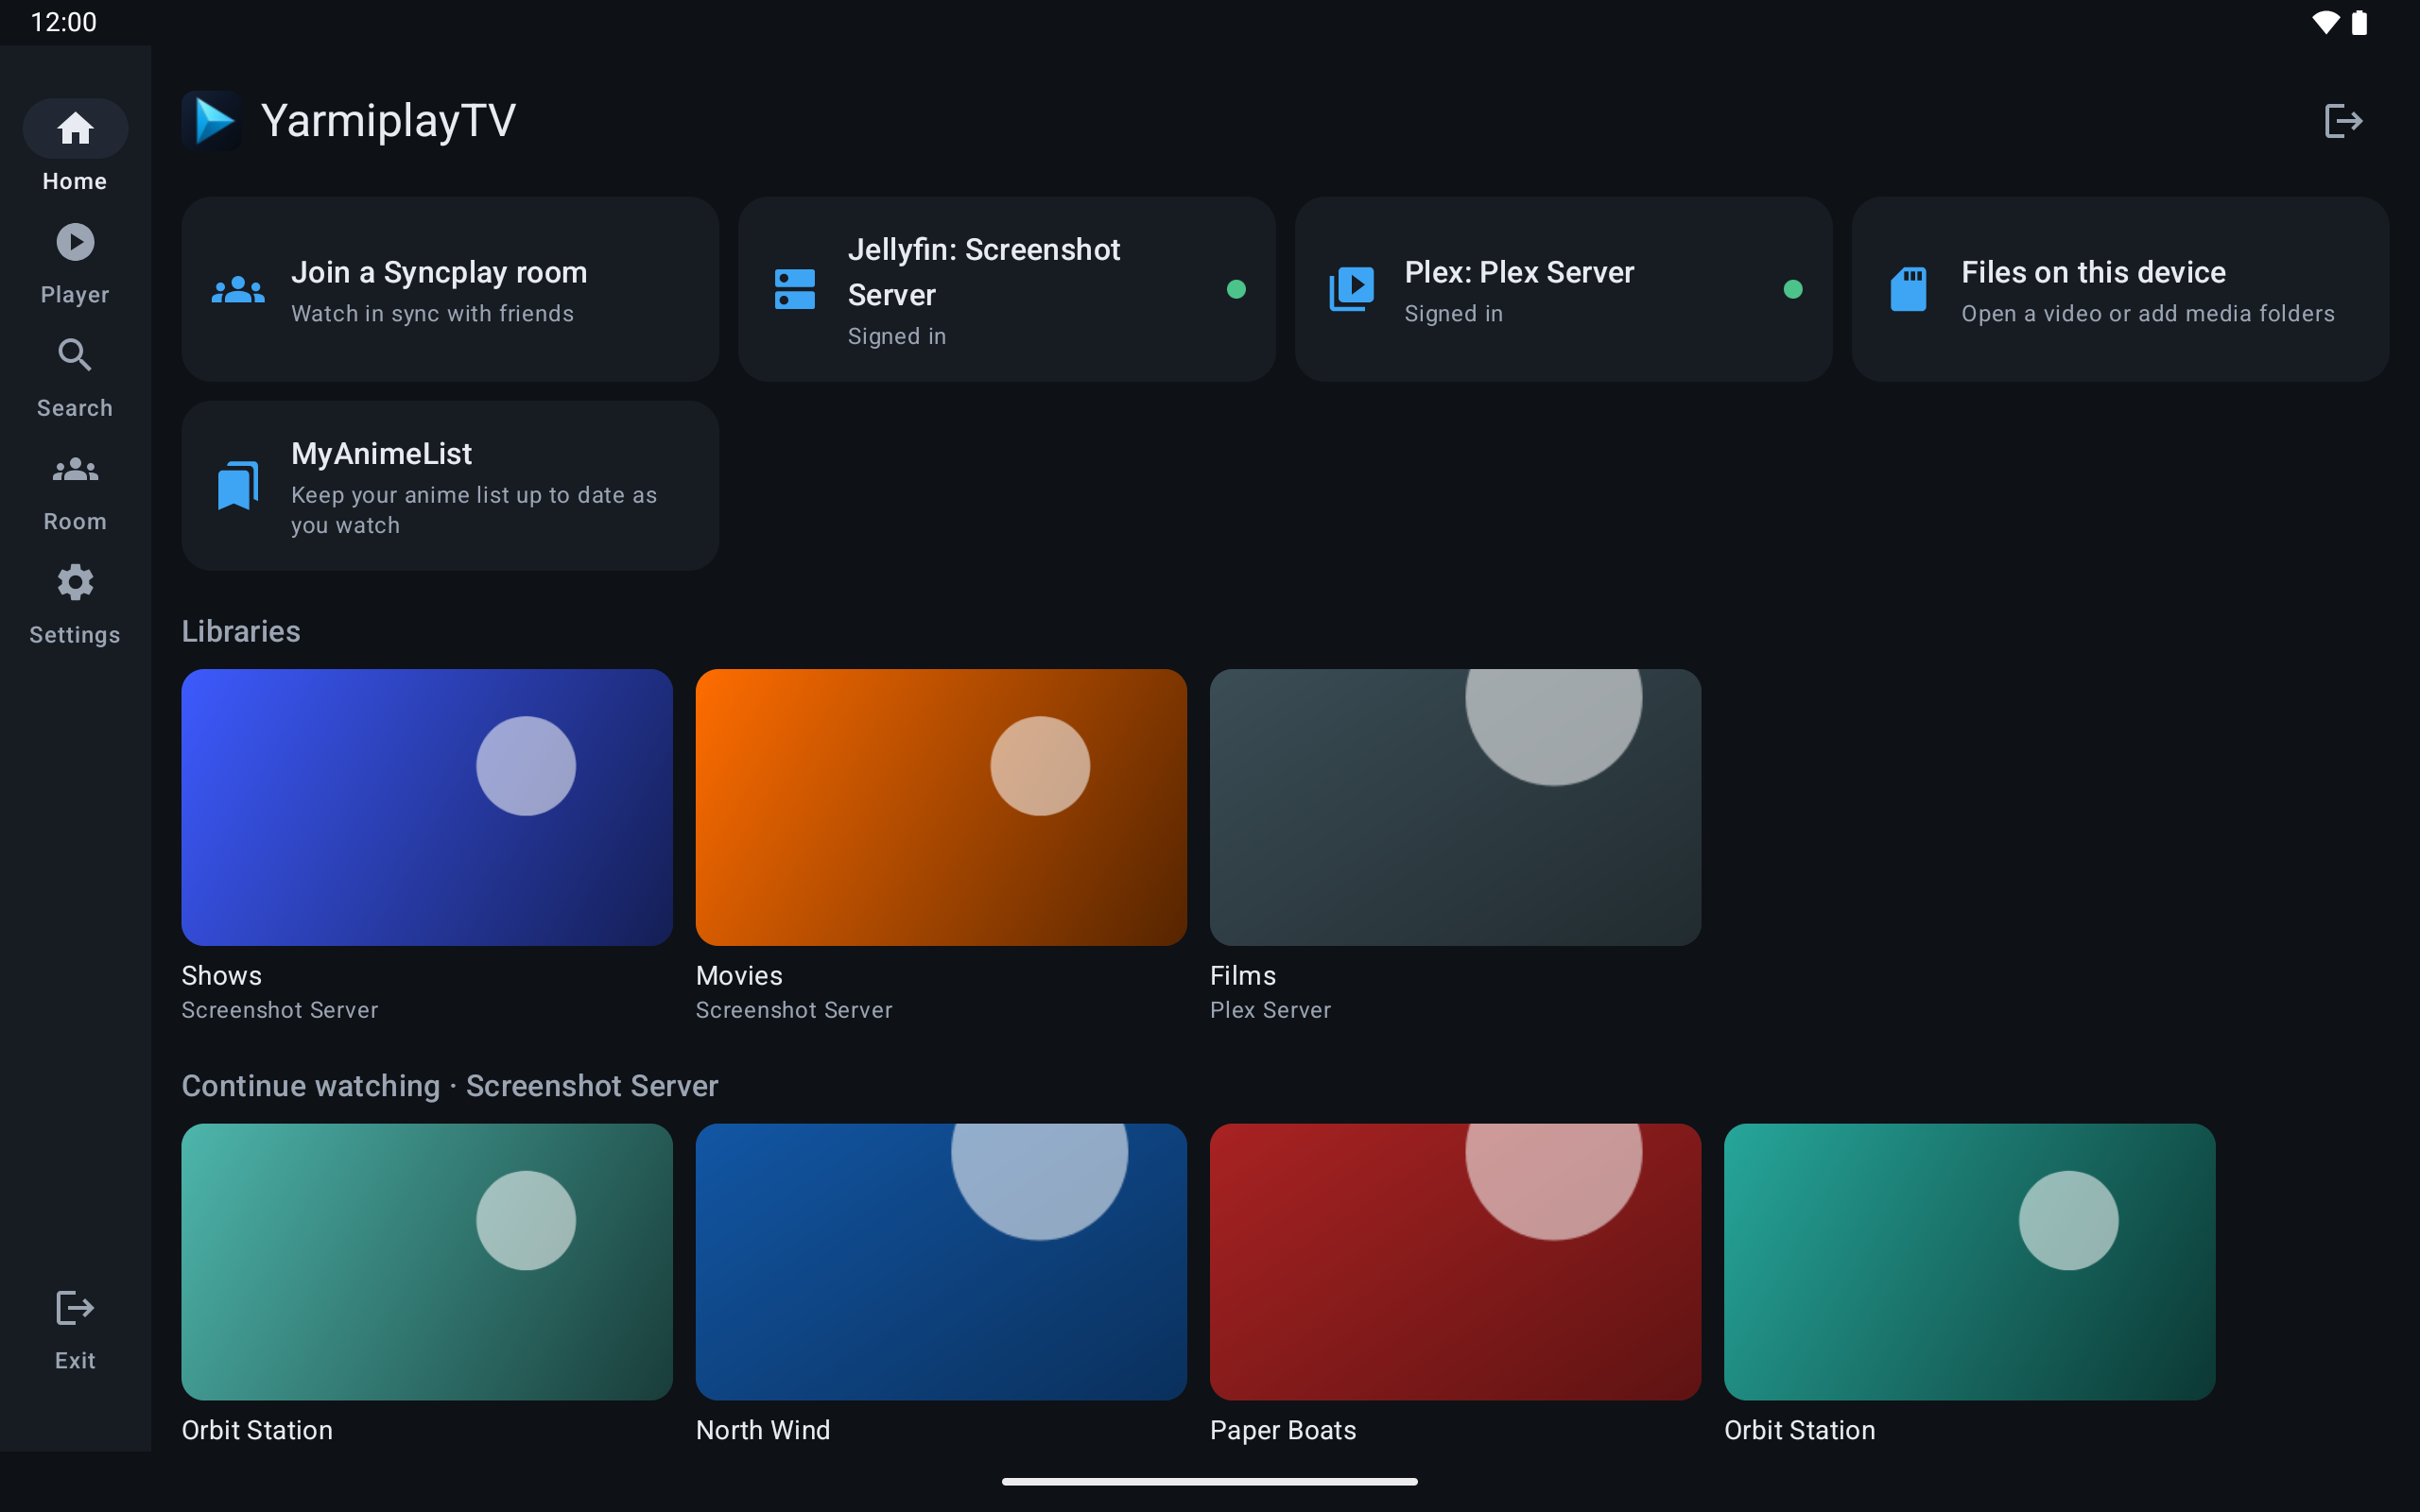 12:00
YarmiplayTV
Home
Player
Search
Room
Settings
Exit
Join a Syncplay room
Watch in sync with friends
Jellyfin: Screenshot
Server
Signed in
Plex: Plex Server
Signed in
Files on this device
Open a video or add media folders
MyAnimeList
Keep your anime list up to date as
you watch
Libraries
Shows
Screenshot Server
Movies
Screenshot Server
Films
Plex Server
Continue watching · Screenshot Server
Orbit Station
North Wind
Paper Boats
Orbit Station